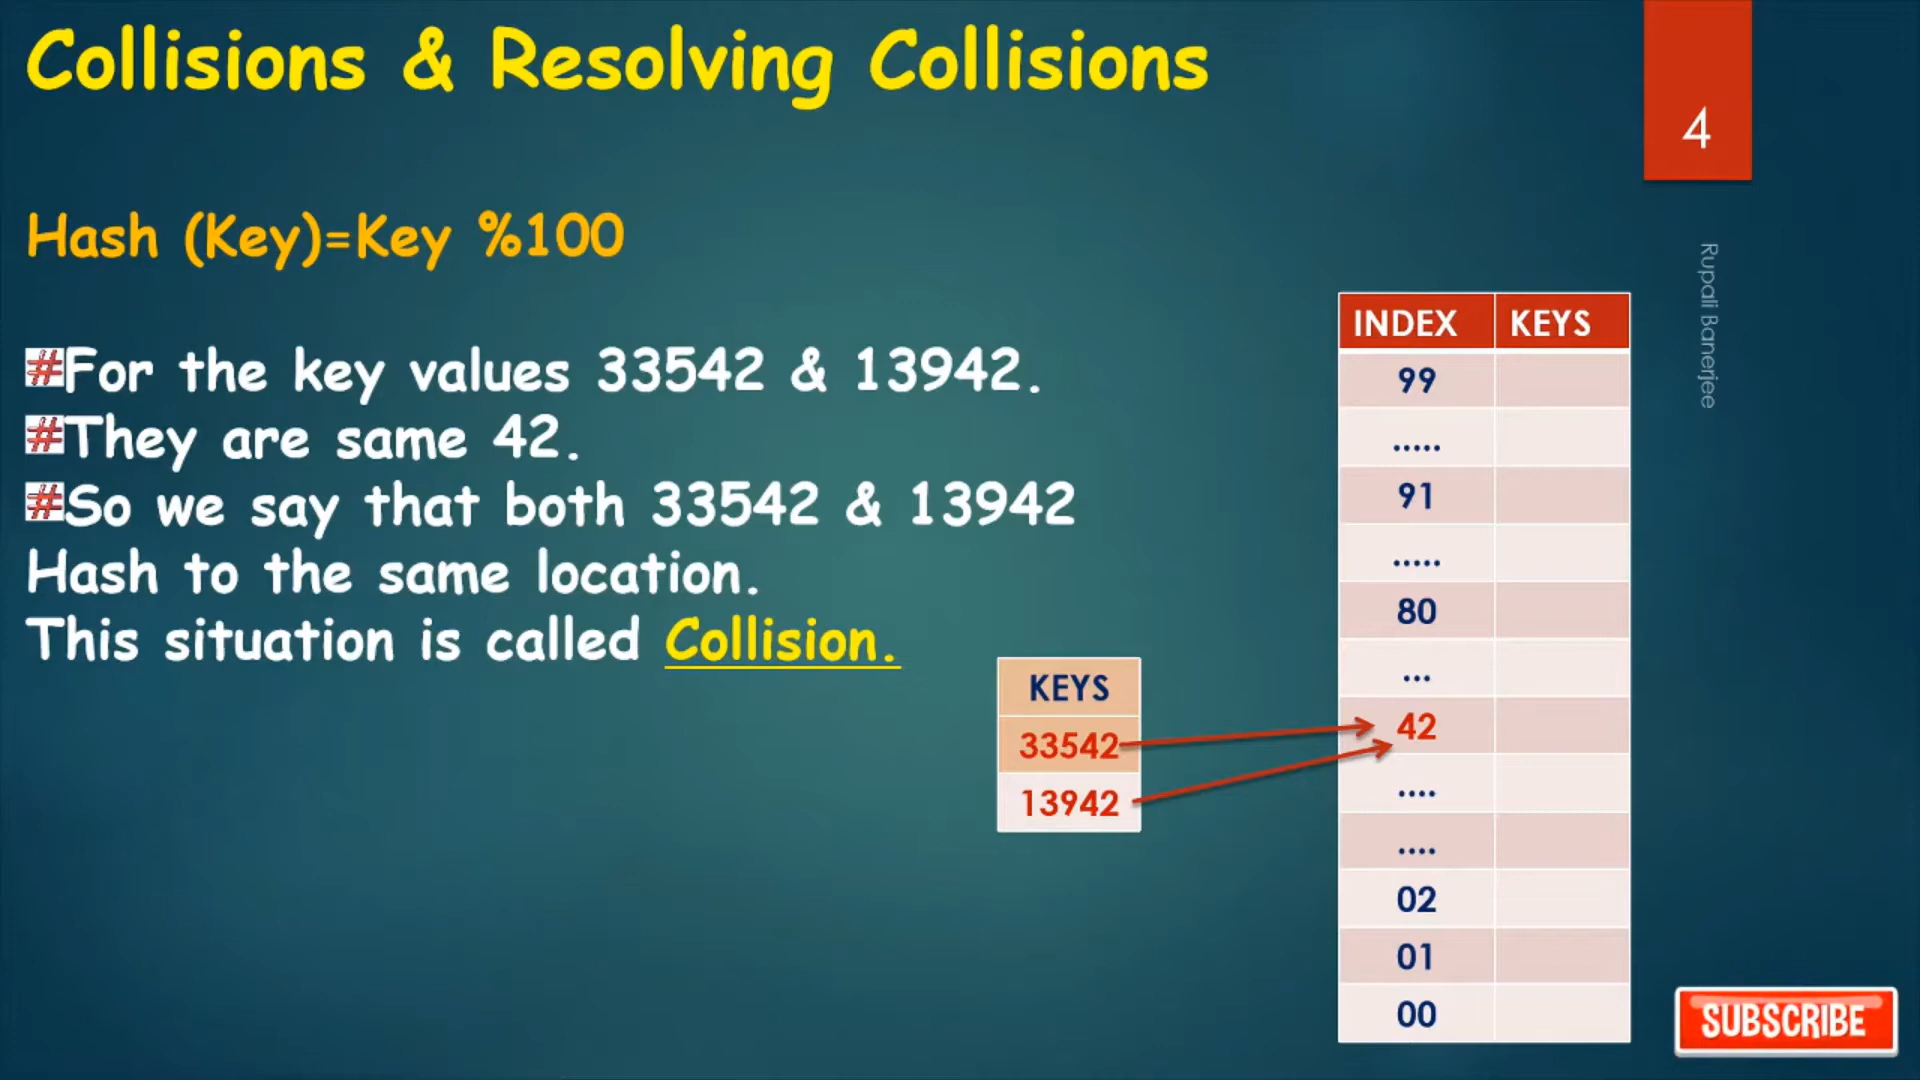 Collisions & Resolving Collisions
4
Hash (Key)=Key %100
#For the key values 33542 & 13942.
#They are same 42.
#So we say that both 33542 & 13942
Hash to the same location.
This situation is called Collision.
KEYS
33542
13942
INDEX KEYS
99
.....
91
.....
80
...
42
....
....
02
01
00
Rupali Banerjee
SUBSCRIBE